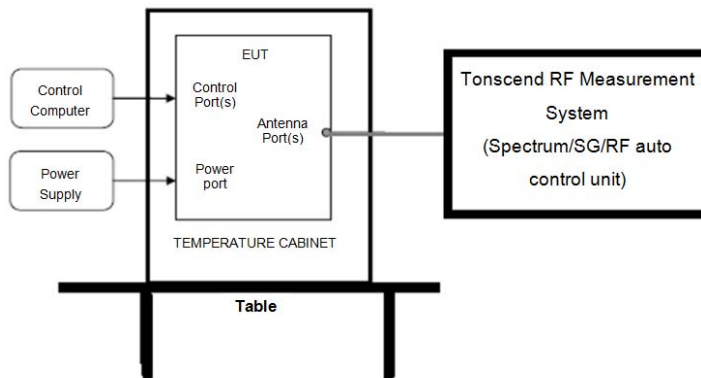 EUT
Control
Computer
Control
Port(s)
Antenna
Port(s)
Power
Supply
Power
port
TEMPERATURE CABINET
Table
Tonscend RF Measurement
System
(Spectrum/SG/RF auto
control unit)